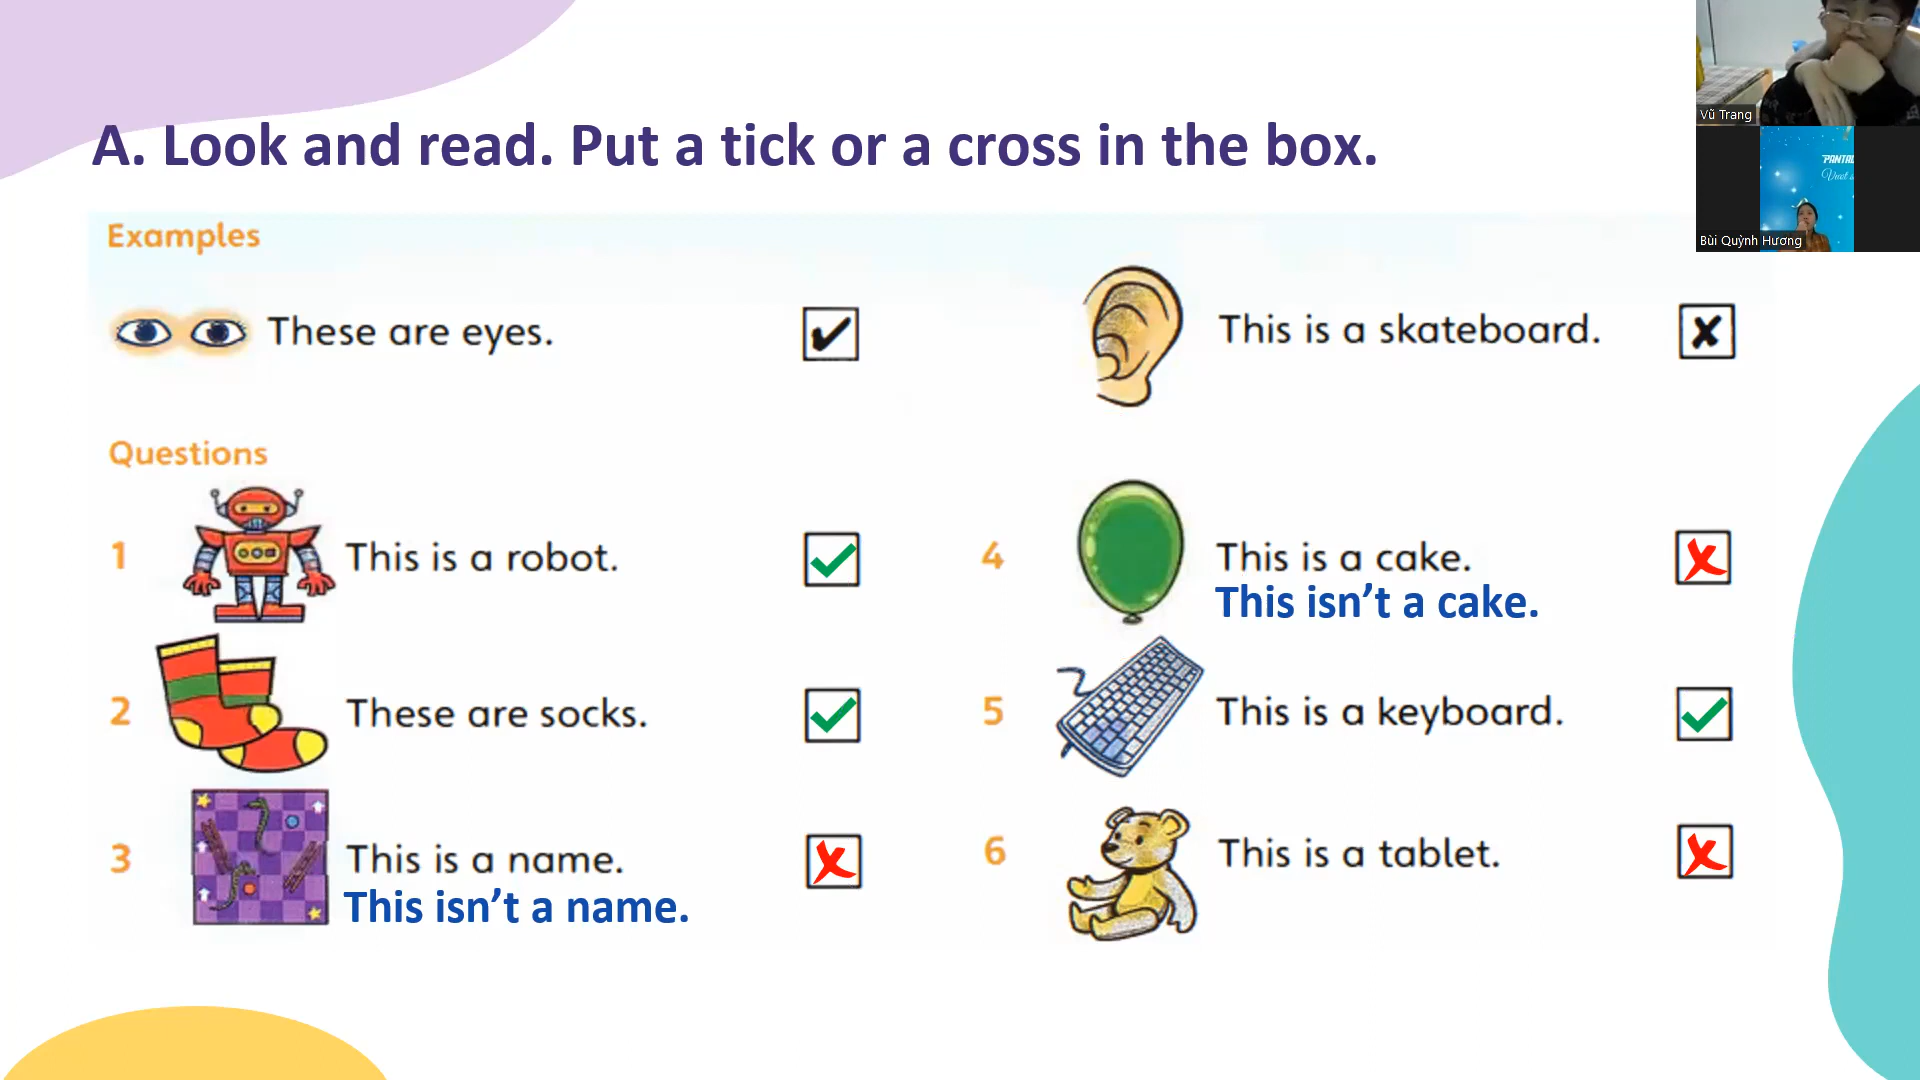 A. Look and read. Put a tick or a cross in the box.
Examples
These are eyes.
This is a skateboard.
Questions
1 This is a robot.
2 These are socks.
3 This is a name.
This isn't a name.
4 This is a cake.
This isn't a cake.
5 This is a keyboard.
6 This is a tablet.
Vũ Trang
Bùi Quỳnh Hương